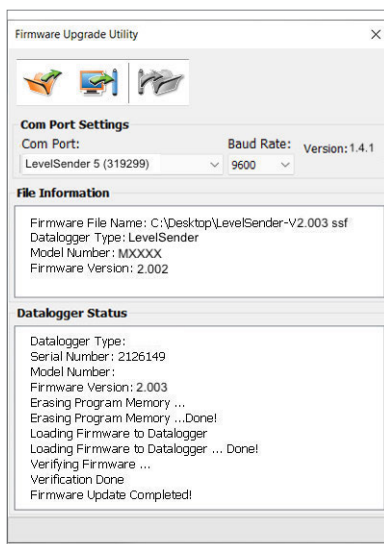 Firmware Upgrade Utility
Com Port Settings
Com Port:
Baud Rate:
Version: 1.4.1
LevelSender 5 (319299)
9600
File Information
Firmware File Name: C:\Desktop\LevelSender-V2.003 ssf
Datalogger Type: LevelSender
Model Number: MXXXX
Firmware Version: 2.002
Datalogger Status
Datalogger Type:
Serial Number: 2126149
Model Number:
Firmware Version: 2.003
Erasing Program Memory ...
Erasing Program Memory ...Done!
Loading Firmware to Datalogger
Loading Firmware to Datalogger ... Done!
Verifying Firmware ...
Verification Done
Firmware Update Completed!